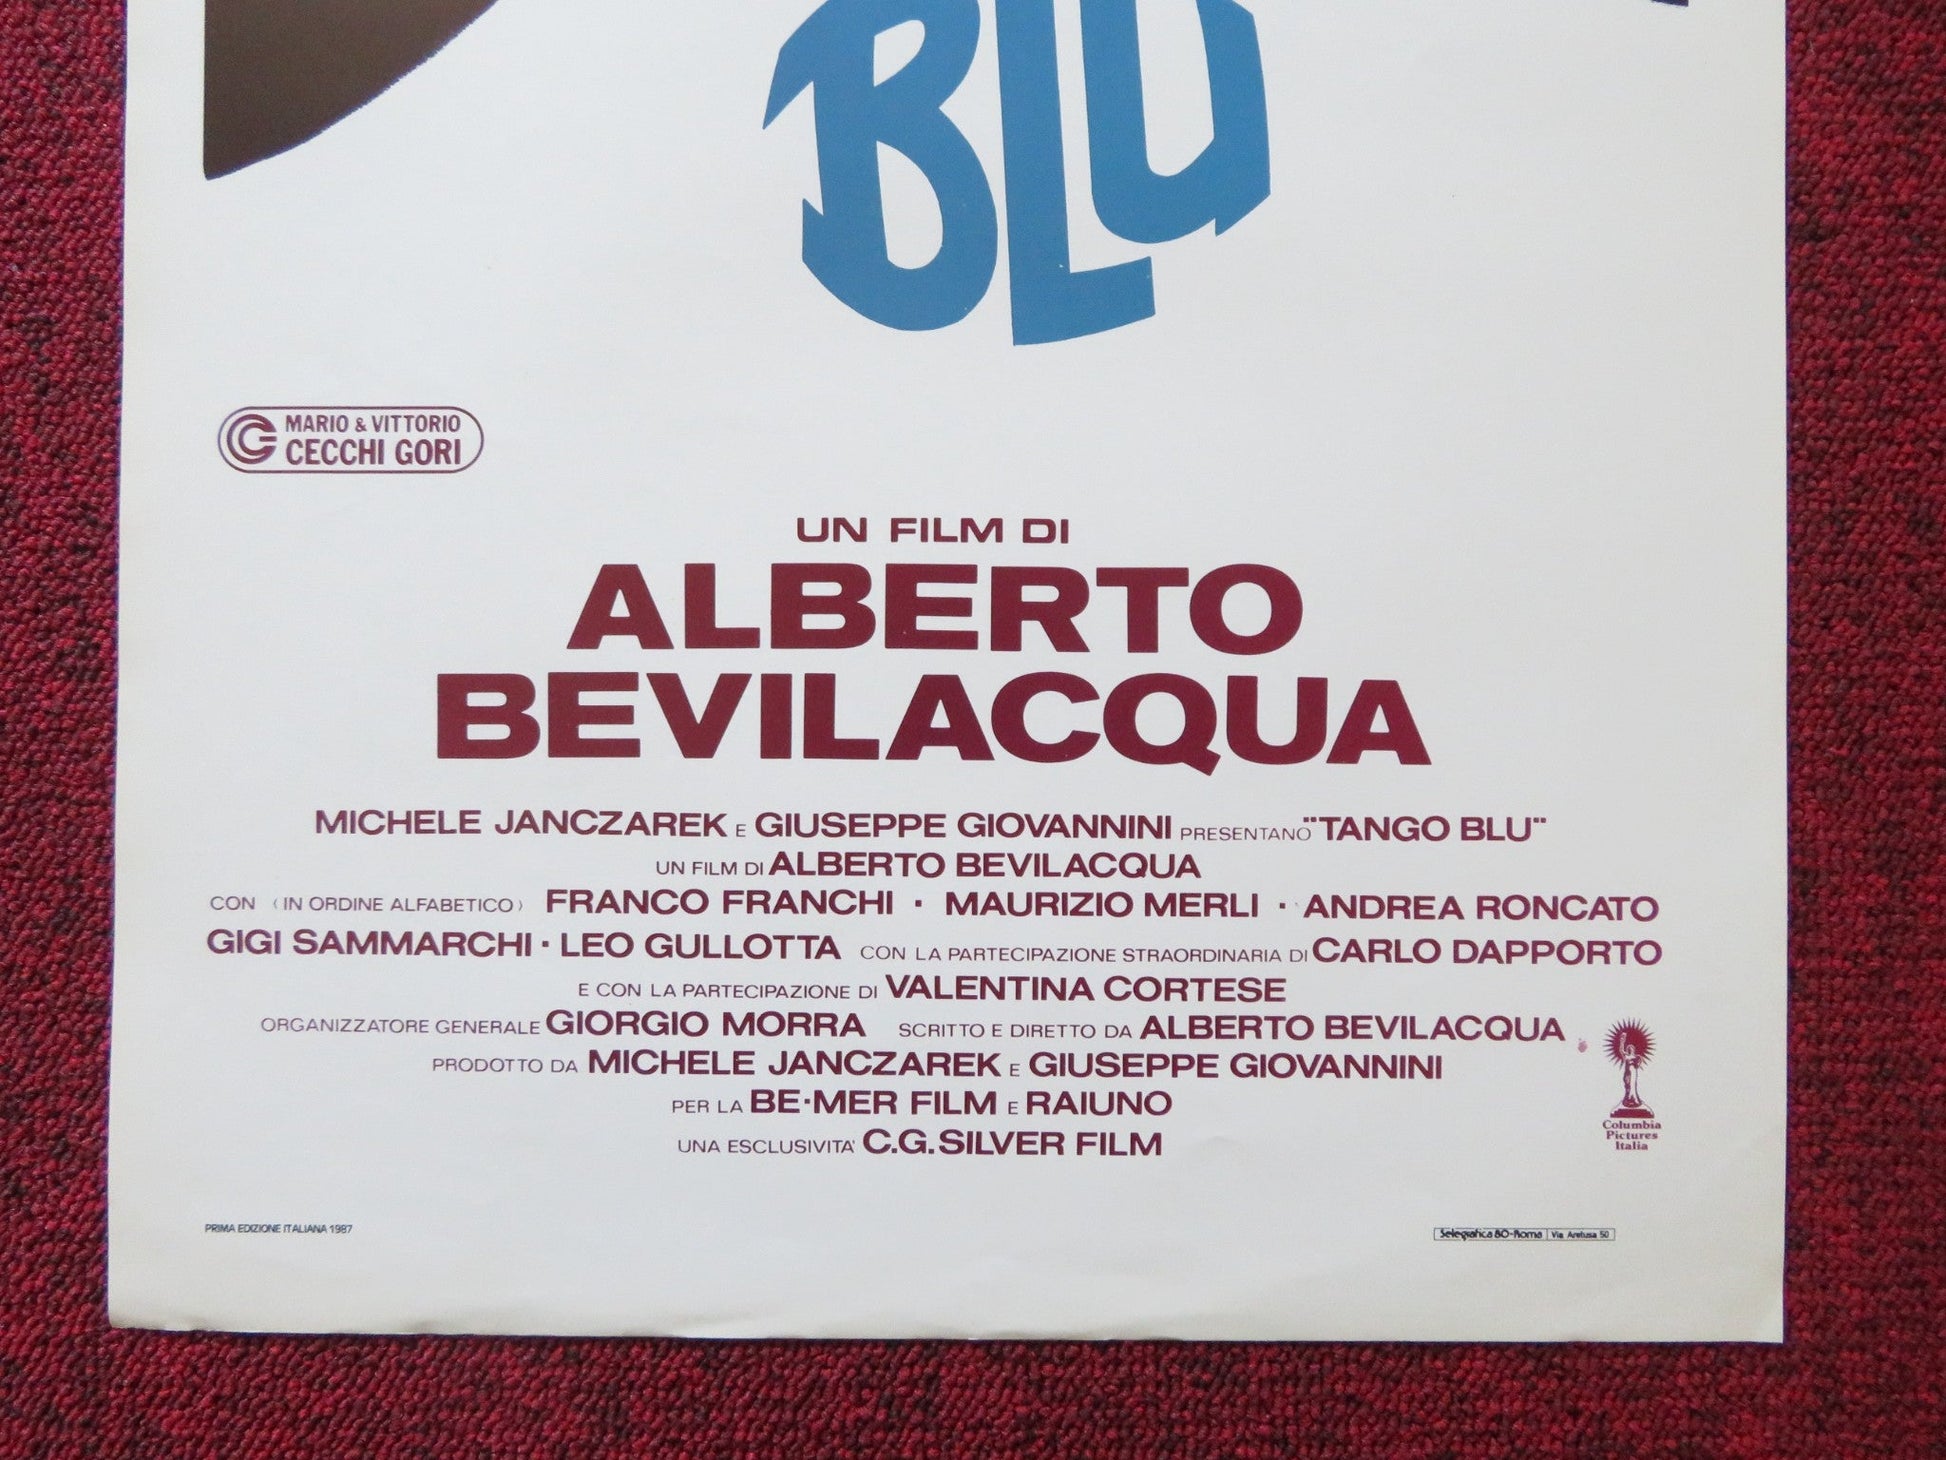 BLU
MARIO & VITTORIO
CECCHI GORI
UN FILM DI
ALBERTO
BEVILACQUA
MICHELE JANCZAREK E GIUSEPPE GIOVANNINI PRESENTANO "TANGO BLU"
UN FILM DI ALBERTO BEVILACQUA
CON (IN ORDINE ALFABETICO) FRANCO FRANCHI · MAURIZIO MERLI · ANDREA RONCATO
GIGI SAMMARCHI · LEO GULLOTTA CON LA PARTECIPAZIONE STRAORDINARIA DI CARLO DAPPORTO
E CON LA PARTECIPAZIONE DI VALENTINA CORTESE
ORGANIZZATORE GENERALE GIORGIO MORRA SCRITTO E DIRETTO DA ALBERTO BEVILACQUA
PRODOTTO DA MICHELE JANCZAREK E GIUSEPPE GIOVANNINI
PER LA BE·MER FILM E RAIUNO
UNA ESCLUSIVITA' C.G. SILVER FILM
Columbia
Pictures
Italia
PRIMA EDIZIONE ITALIANA 1987
Selegrafica 80-Roma Via Aretusa 50